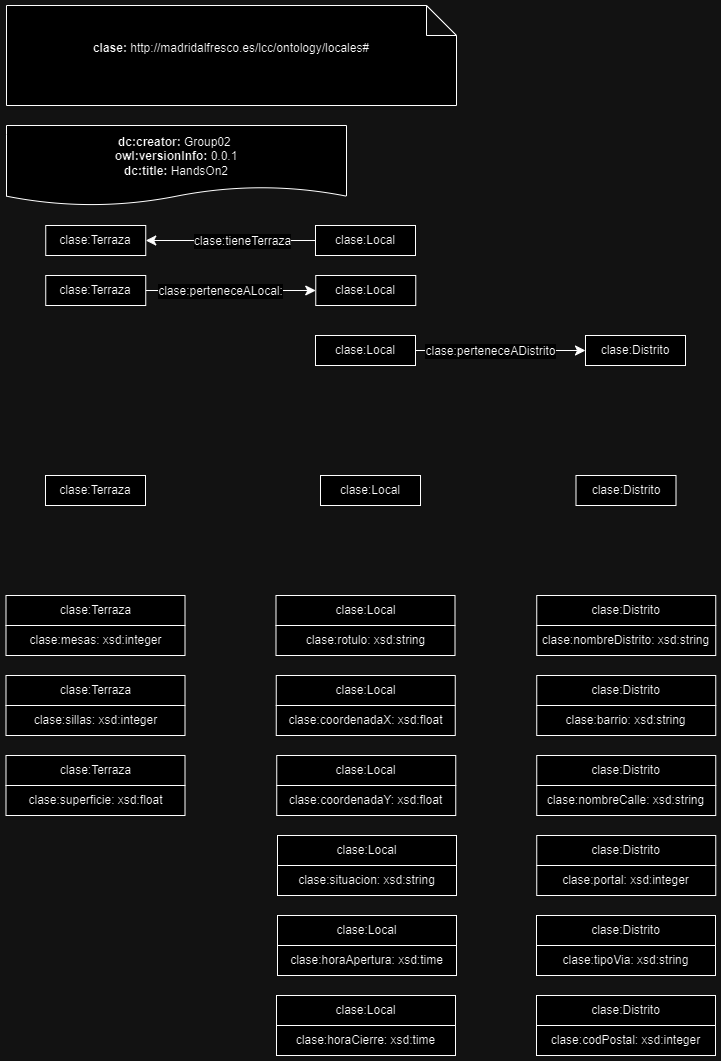 clase: http://madridalfresco.es/lcc/ontology/locales#
dc:creator: Group02
owl:versionInfo: 0.0.1
dc:title: HandsOn2
clase:Terraza clase:tieneTerraza clase:Local
clase:Terraza clase:perteneceALocal: clase:Local
clase:Local clase:perteneceADistrito clase:Distrito
clase:Terraza clase:Local clase:Distrito
clase:Terraza clase:Local clase:Distrito
clase:mesas: xsd:integer clase:rotulo: xsd:string clase:nombreDistrito: xsd:string
clase:Terraza clase:Local clase:Distrito
clase:sillas: xsd:integer clase:coordenadaX: xsd:float clase:barrio: xsd:string
clase:Terraza clase:Local clase:Distrito
clase:superficie: xsd:float clase:coordenadaY: xsd:float clase:nombreCalle: xsd:string
clase:Local clase:Distrito
clase:situacion: xsd:string clase:portal: xsd:integer
clase:Local clase:Distrito
clase:horaApertura: xsd:time clase:tipoVia: xsd:string
clase:Local clase:Distrito
clase:horaCierre: xsd:time clase:codPostal: xsd:integer